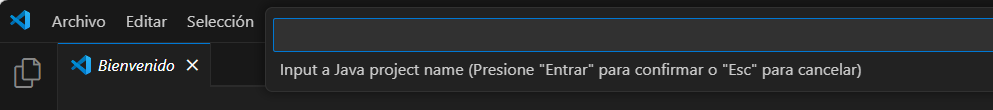 Archivo Editar Selección
Bienvenido
Input a Java project name (Presione "Entrar" para confirmar o "Esc" para cancelar)